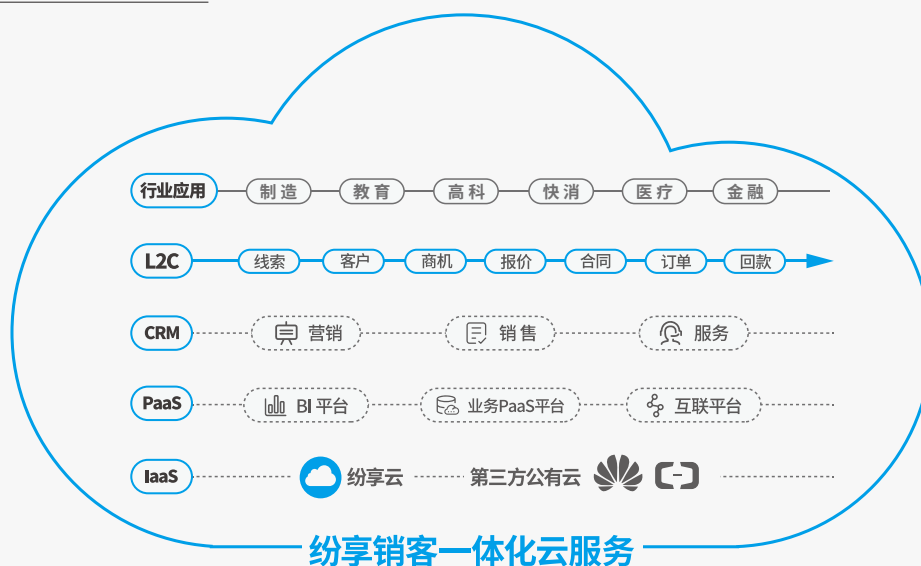 行业应用 制造 教育 高科 快消 医疗 金融
L2C 线索 客户 商机 报价 合同 订单 回款
CRM 营销 销售 服务
PaaS BI 平台 业务PaaS平台 互联平台
IaaS 纷享云 第三方公有云
纷享销客一体化云服务